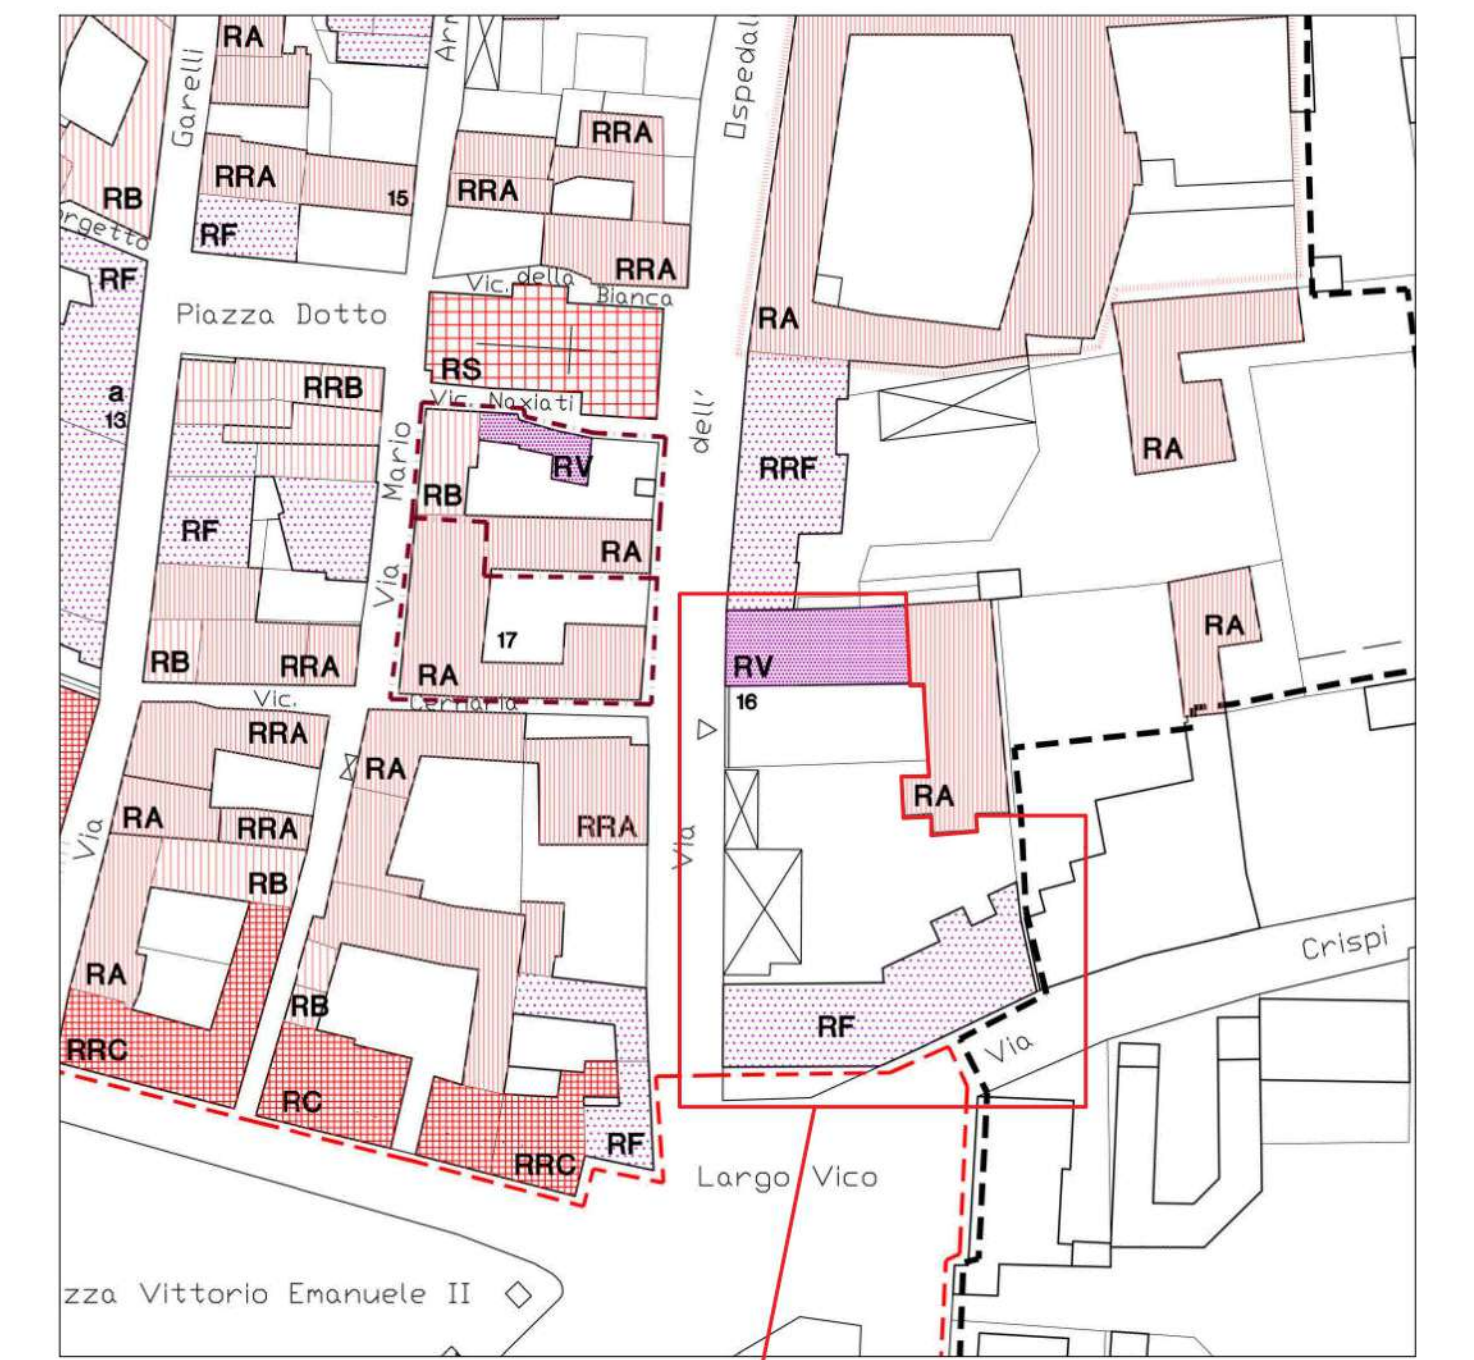 RA
Garelli
RRA
15
RB
RF
RRA
RRA
RRA
Vic. della
Bianca
RF
Piazza Dotto
RS
Vic. Naxiati
a
13
RRB
RF
RB
RRA
Mario
Via
RB
RV
RA
17
RA
dell'
RA
RRF
RA
RA
RV
16
RA
RF
Vic.
RRA
RA
RRA
RB
RA
RRC
Via
RA
RRA
RB
RC
RRC
RF
Via
Crispi
Via
Largo Vico
zza Vittorio Emanuele II